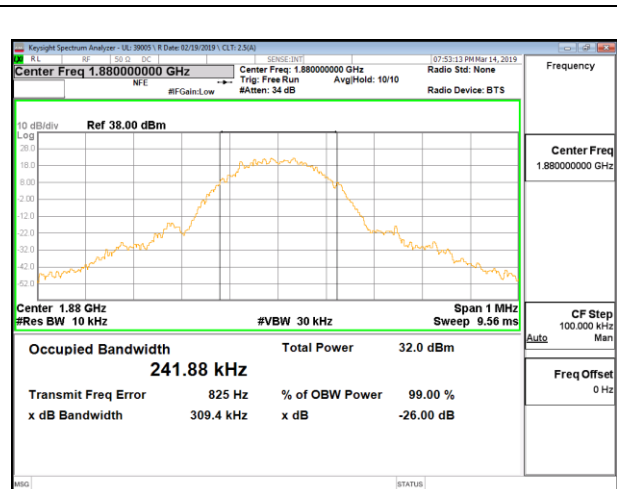 Keysight Spectrum Analyzer - UL: 39005 \ R Date: 02/19/2019 \ CLT: 2.5(A)
RL RF 50 Ω DC SENSE:INT 07:53:13 PM Mar 14, 2019
Center Freq 1.880000000 GHz Center Freq: 1.880000000 GHz Radio Std: None Frequency
NFE Trig: Free Run Avg|Hold: 10/10
#IFGain:Low #Atten: 34 dB Radio Device: BTS
10 dB/div Ref 38.00 dBm
Log
28.0
18.0
8.00
-2.00
-12.0
-22.0
-32.0
-42.0
-52.0
Center Freq
1.880000000 GHz
Center 1.88 GHz Span 1 MHz
#Res BW 10 kHz #VBW 30 kHz Sweep 9.56 ms
CF Step
100.000 kHz
Auto Man
Occupied Bandwidth Total Power 32.0 dBm
241.88 kHz
Freq Offset
0 Hz
Transmit Freq Error 825 Hz % of OBW Power 99.00 %
x dB Bandwidth 309.4 kHz x dB -26.00 dB
MSG STATUS